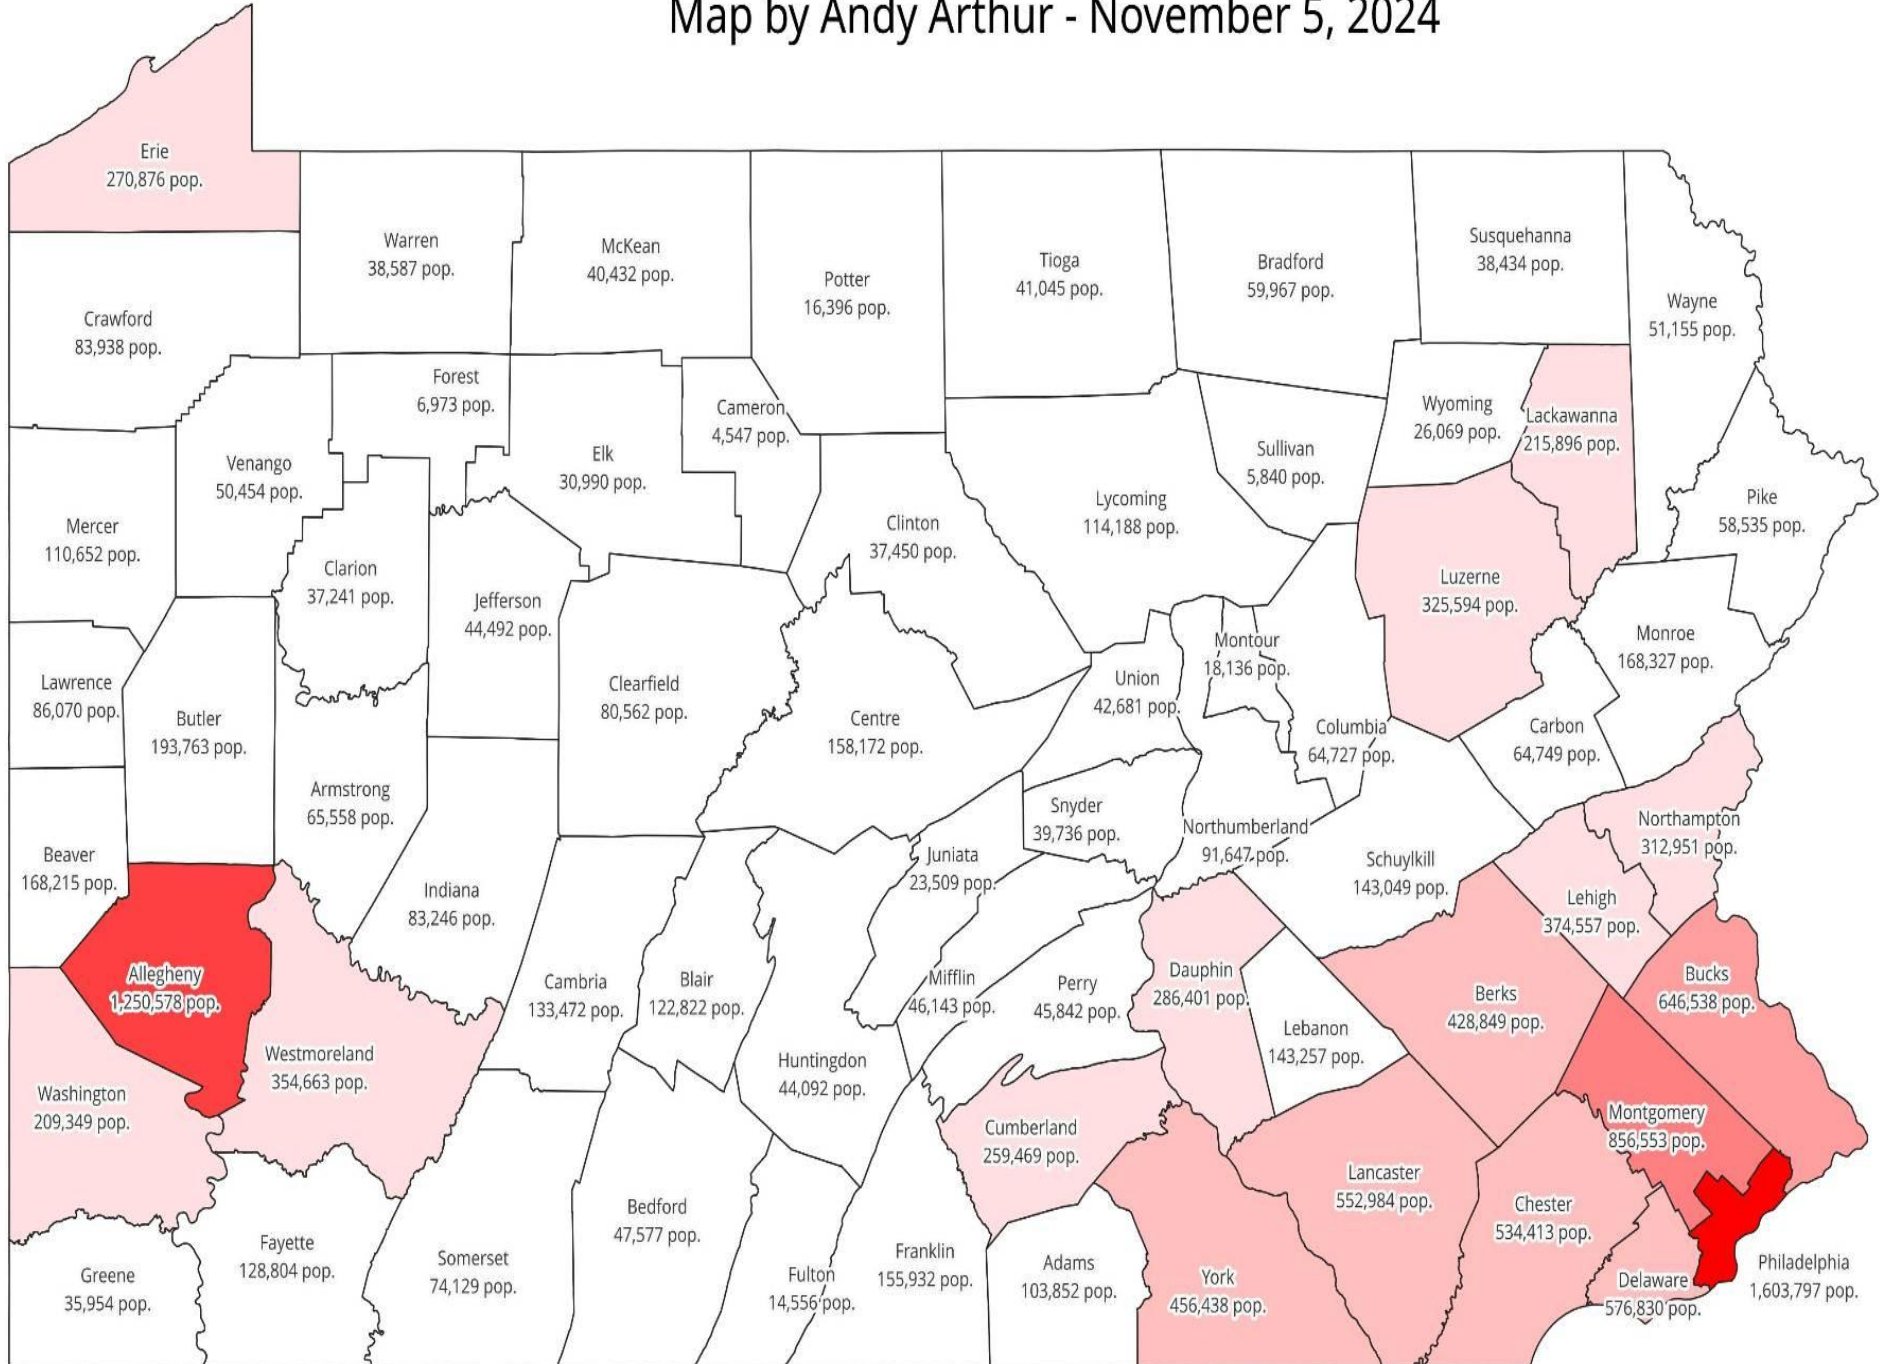 Map by Andy Arthur - November 5, 2024
Erie
270,876 pop.
Warren
38,587 pop.
McKean
40,432 pop.
Potter
16,396 pop.
Tioga
41,045 pop.
Bradford
59,967 pop.
Susquehanna
38,434 pop.
Wayne
51,155 pop.
Crawford
83,938 pop.
Forest
6,973 pop.
Cameron
4,547 pop.
Wyoming
26,069 pop.
Lackawanna
215,896 pop.
Venango
50,454 pop.
Elk
30,990 pop.
Sullivan
5,840 pop.
Mercer
110,652 pop.
Clinton
37,450 pop.
Lycoming
114,188 pop.
Pike
58,535 pop.
Clarion
37,241 pop.
Jefferson
44,492 pop.
Luzerne
325,594 pop.
Montour
18,136 pop.
Monroe
168,327 pop.
Lawrence
86,070 pop.
Butler
193,763 pop.
Clearfield
80,562 pop.
Centre
158,172 pop.
Union
42,681 pop.
Columbia
64,727 pop.
Carbon
64,749 pop.
Armstrong
65,558 pop.
Snyder
39,736 pop.
Northumberland
91,647 pop.
Northampton
312,951 pop.
Beaver
168,215 pop.
Indiana
83,246 pop.
Juniata
23,509 pop.
Schuylkill
143,049 pop.
Lehigh
374,557 pop.
Allegheny
1,250,578 pop.
Cambria
133,472 pop.
Blair
122,822 pop.
Mifflin
46,143 pop.
Perry
45,842 pop.
Dauphin
286,401 pop.
Lebanon
143,257 pop.
Berks
428,849 pop.
Bucks
646,538 pop.
Westmoreland
354,663 pop.
Huntingdon
44,092 pop.
Washington
209,349 pop.
Cumberland
259,469 pop.
Montgomery
856,553 pop.
Lancaster
552,984 pop.
Chester
534,413 pop.
Bedford
47,577 pop.
Fayette
128,804 pop.
Somerset
74,129 pop.
Franklin
155,932 pop.
Adams
103,852 pop.
Greene
35,954 pop.
Fulton
14,556 pop.
York
456,438 pop.
Delaware
576,830 pop.
Philadelphia
1,603,797 pop.